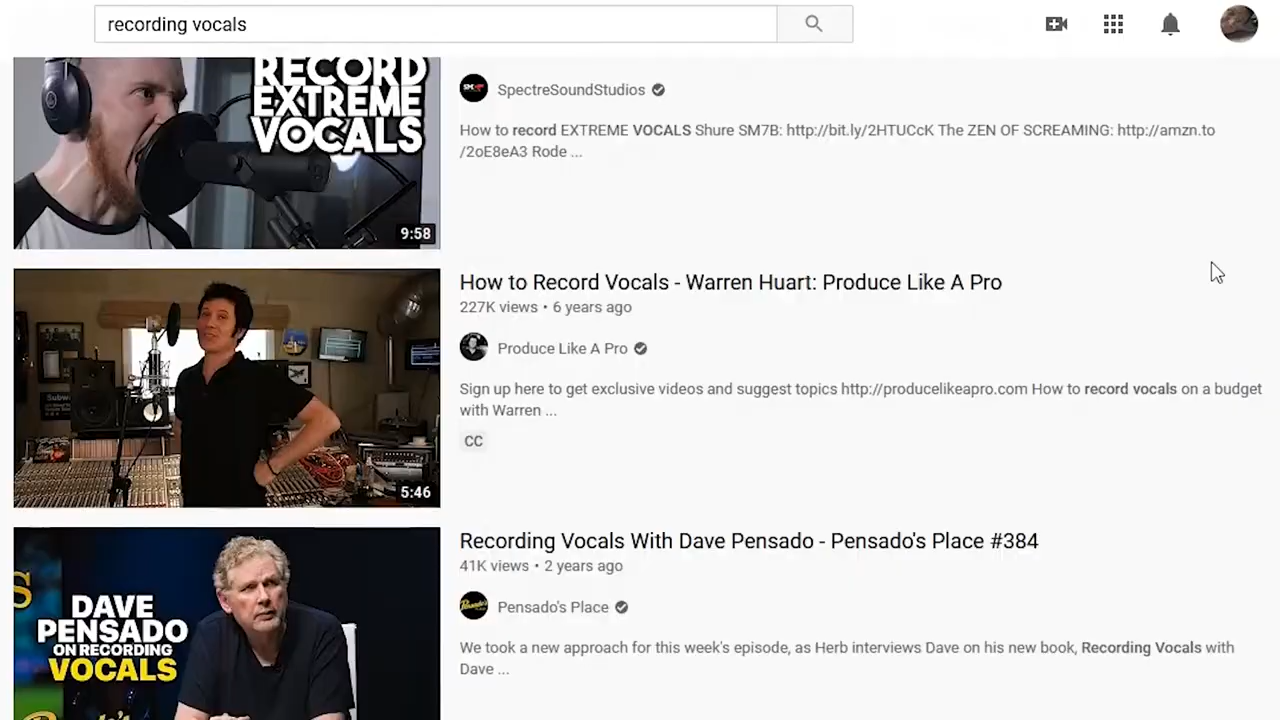 recording vocals
RECORD
EXTREME
VOCALS
9:58
SpectreSoundStudios
How to record EXTREME VOCALS Shure SM7B: http://bit.ly/2HTUCcK The ZEN OF SCREAMING: http://amzn.to
/2oE8eA3 Rode ...
5:46
How to Record Vocals - Warren Huart: Produce Like A Pro
227K views • 6 years ago
Produce Like A Pro
Sign up here to get exclusive videos and suggest topics http://producelikeapro.com How to record vocals on a budget
with Warren ...
CC
DAVE
PENSADO
ON RECORDING
VOCALS
Recording Vocals With Dave Pensado - Pensado's Place #384
41K views • 2 years ago
Pensado's Place
We took a new approach for this week's episode, as Herb interviews Dave on his new book, Recording Vocals with
Dave ...